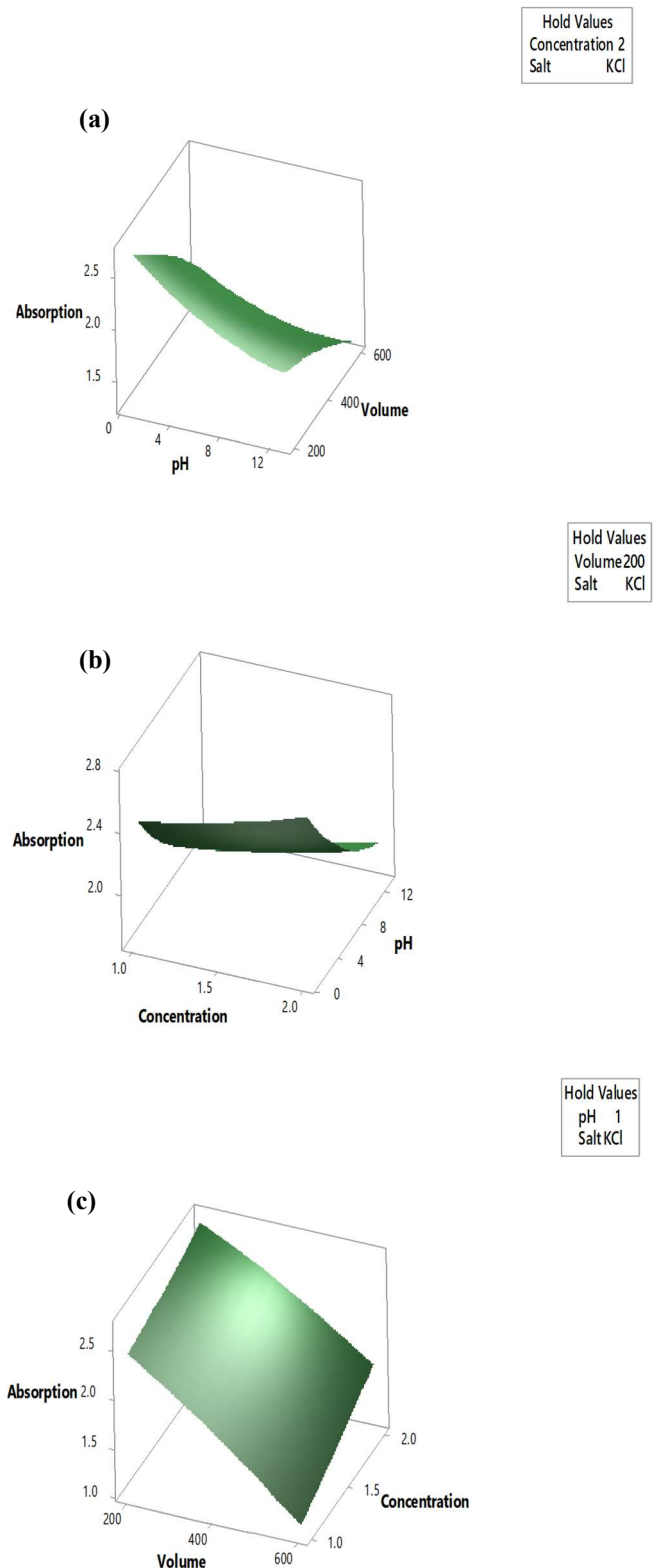 Hold Values
Concentration 2
Salt KCl
(a)
2.5
Absorption 2.0
1.5
0
4
8
12
pH
200
400
600
Volume
Hold Values
Volume 200
Salt KCl
(b)
2.8
Absorption 2.4
2.0
1.0
1.5
2.0
Concentration
0
4
8
12
pH
Hold Values
pH 1
Salt KCl
(c)
2.5
Absorption 2.0
1.5
1.0
200
400
600
Volume
1.0
1.5
2.0
Concentration